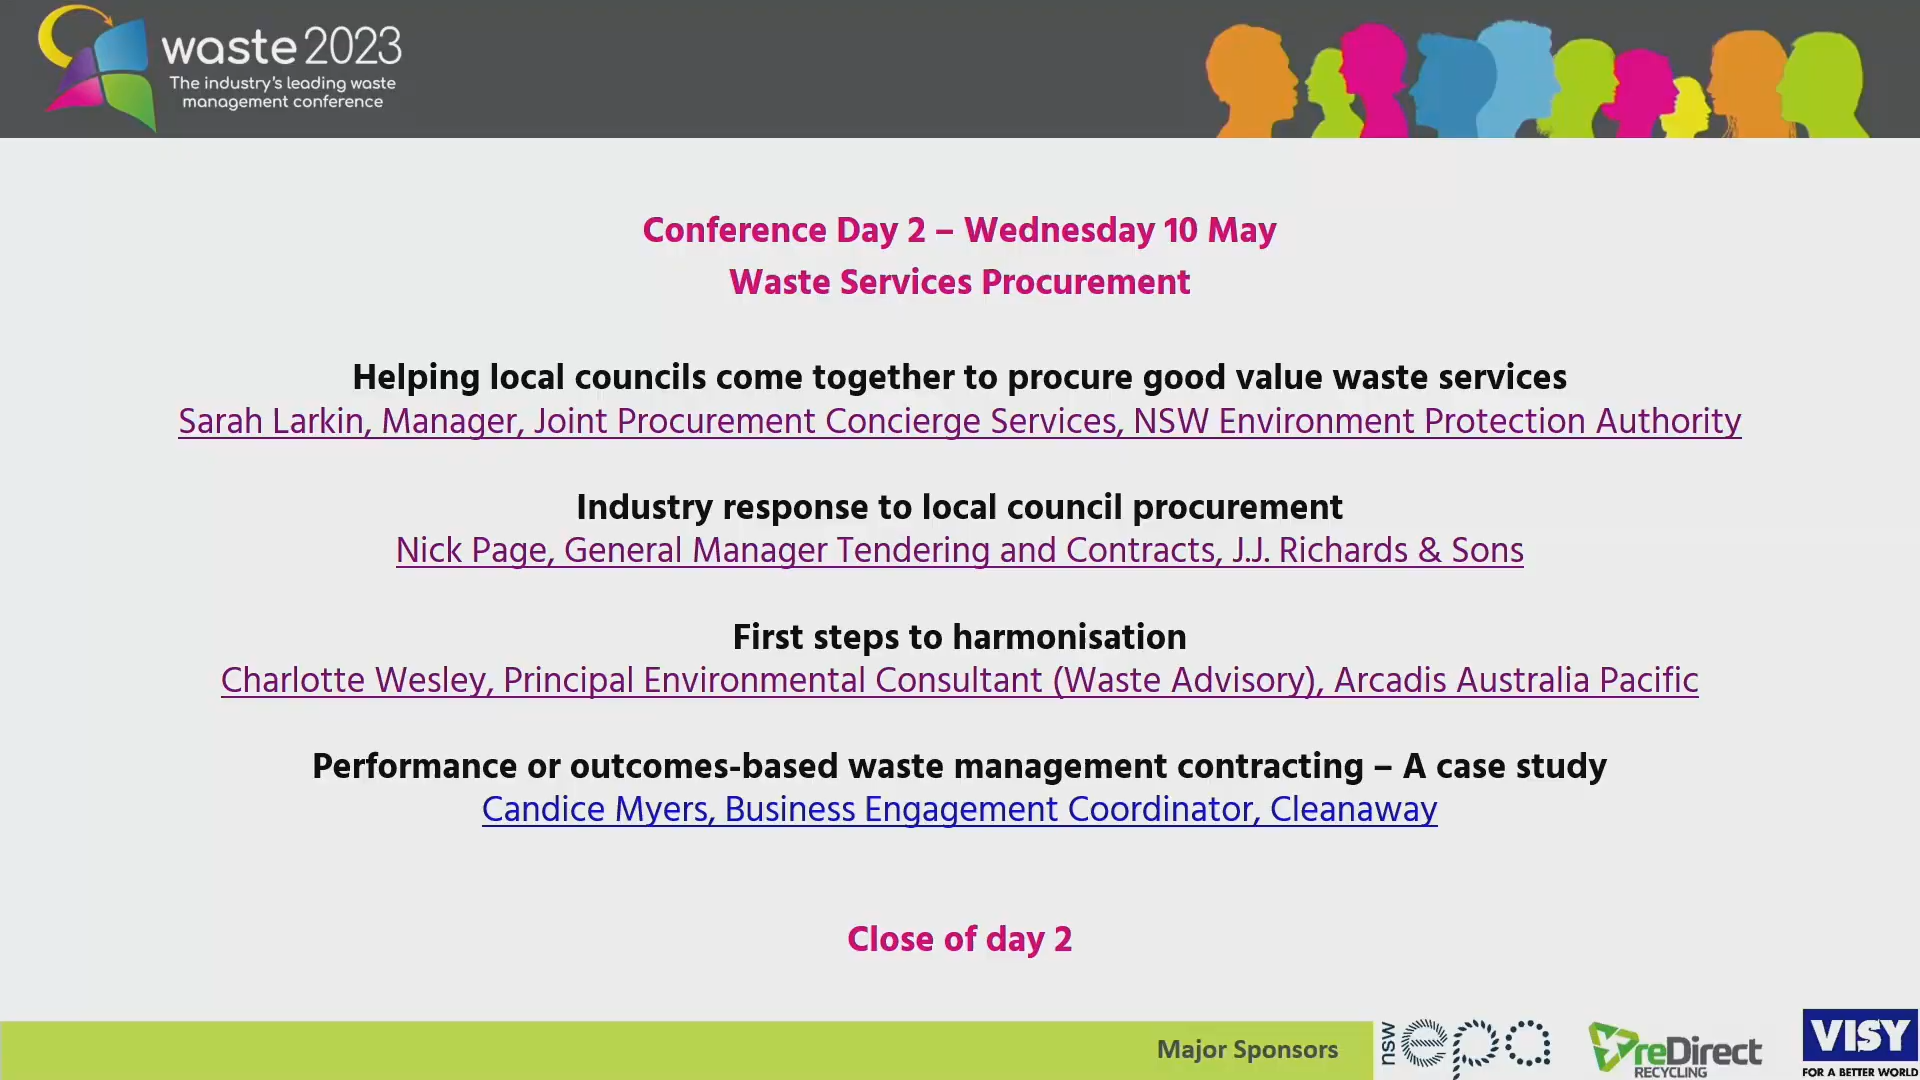 waste 2023
The industry's leading waste
management conference
Conference Day 2 – Wednesday 10 May
Waste Services Procurement
Helping local councils come together to procure good value waste services
Sarah Larkin, Manager, Joint Procurement Concierge Services, NSW Environment Protection Authority
Industry response to local council procurement
Nick Page, General Manager Tendering and Contracts, J.J. Richards & Sons
First steps to harmonisation
Charlotte Wesley, Principal Environmental Consultant (Waste Advisory), Arcadis Australia Pacific
Performance or outcomes-based waste management contracting – A case study
Candice Myers, Business Engagement Coordinator, Cleanaway
Close of day 2
Major Sponsors
nsw epa
reDirect
RECYCLING
VISY
FOR A BETTER WORLD